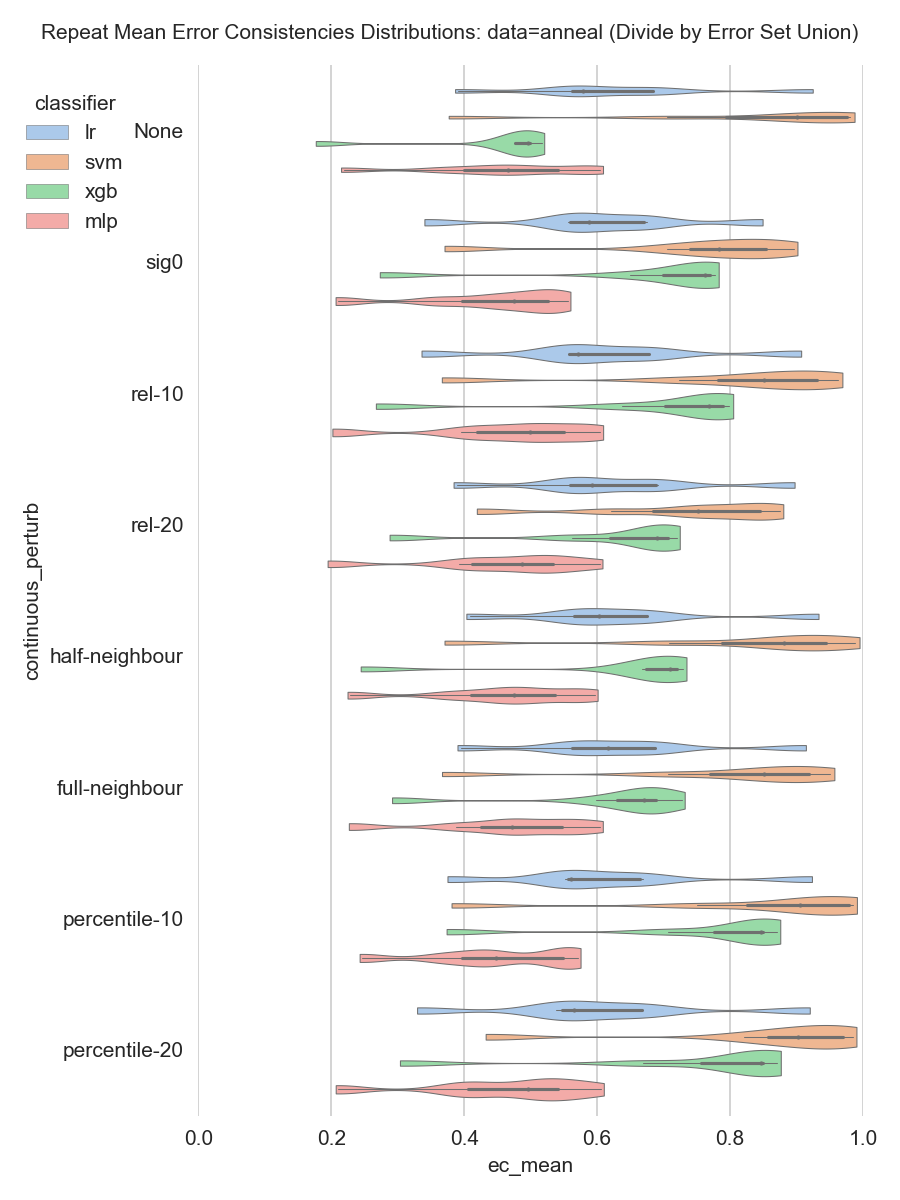 Repeat Mean Error Consistencies Distributions: data=anneal (Divide by Error Set Union)
classifier
lr
svm
xgb
mlp
None
sig0
rel-10
rel-20
half-neighbour
full-neighbour
percentile-10
percentile-20
continuous_perturb
0.0
0.2
0.4
0.6
0.8
1.0
ec_mean